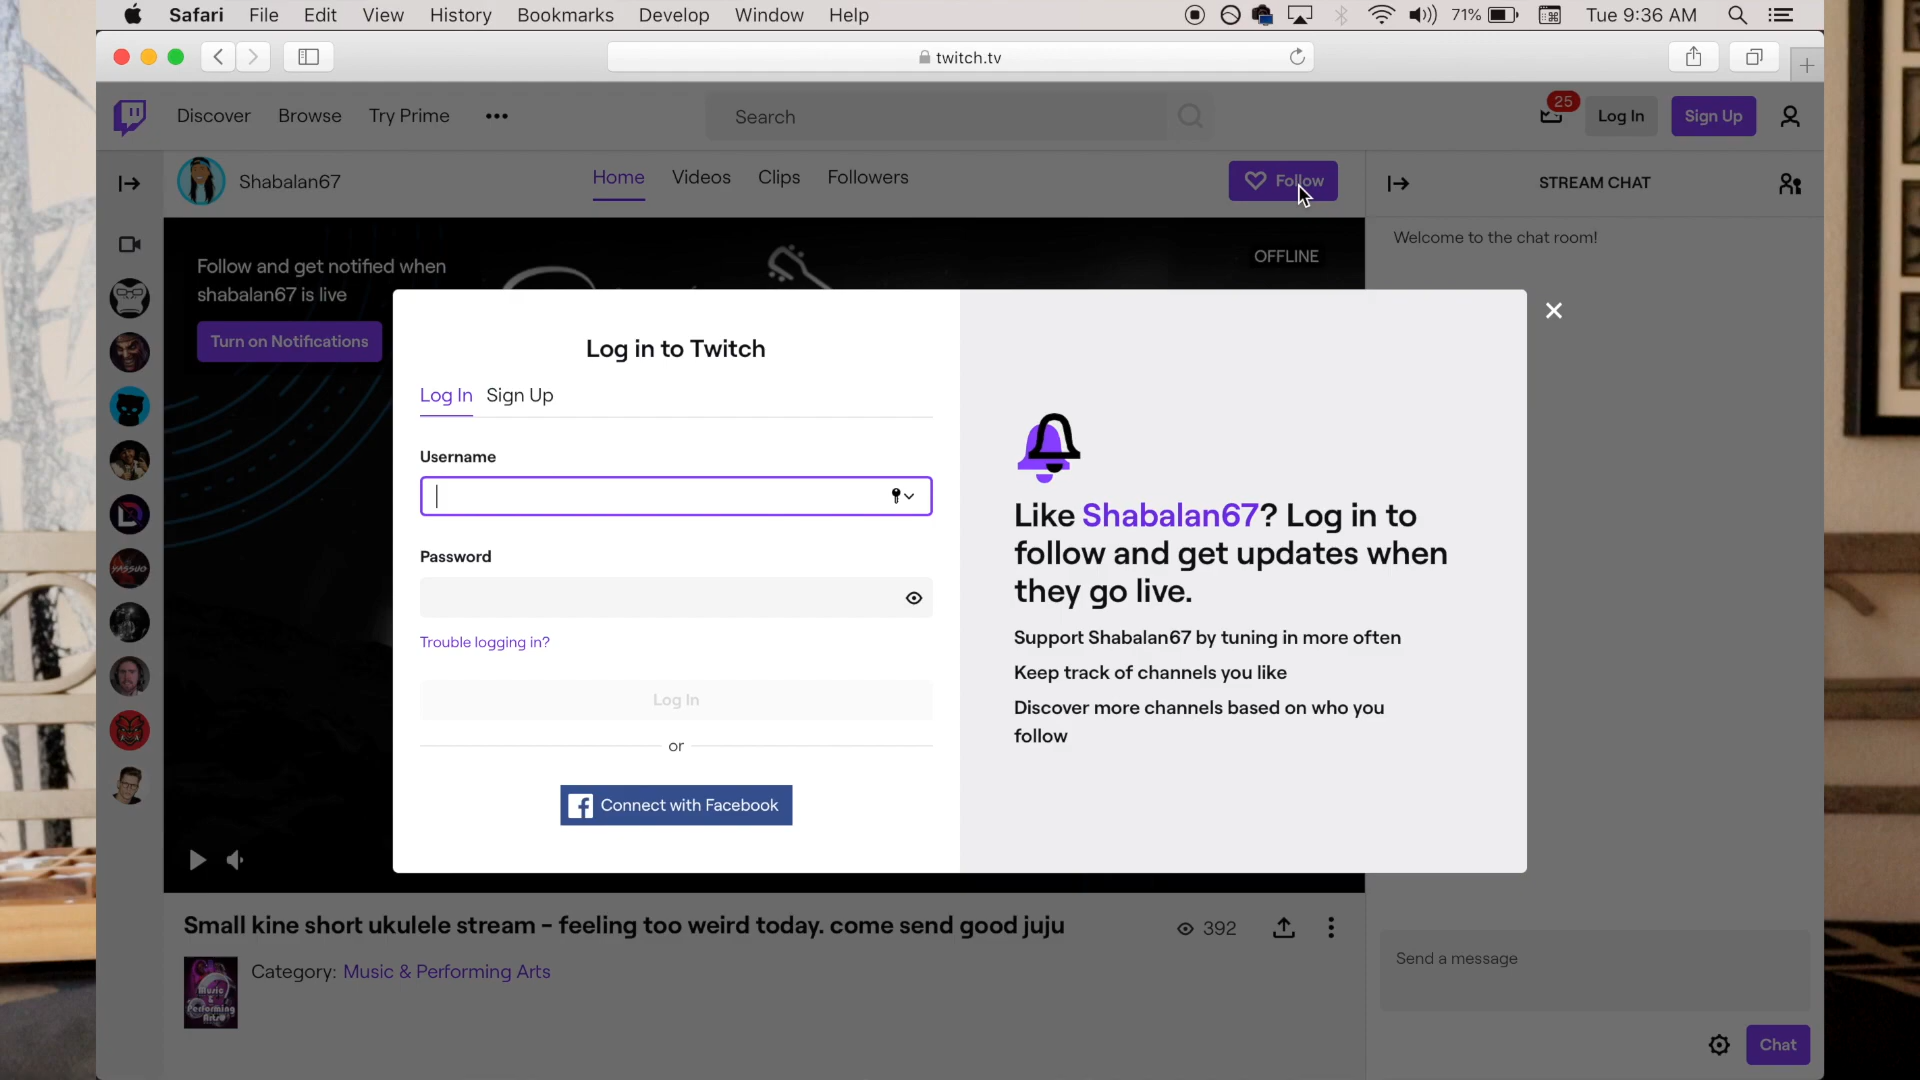 Safari File Edit View History Bookmarks Develop Window Help 71% Tue 9:36 AM
twitch.tv
Discover Browse Try Prime ••• Search 25 Log In Sign Up
Shabalan67 Home Videos Clips Followers Follow STREAM CHAT
Welcome to the chat room!
Follow and get notified when
shabalan67 is live
OFFLINE
Turn on Notifications
Log in to Twitch
Log In Sign Up
Username
Password
Trouble logging in?
Log In
or
Connect with Facebook
Like Shabalan67? Log in to
follow and get updates when
they go live.
Support Shabalan67 by tuning in more often
Keep track of channels you like
Discover more channels based on who you
follow
YASSUO
Small kine short ukulele stream - feeling too weird today. come send good juju
392
Category: Music & Performing Arts
Music
&
Performing
Arts
Send a message
Chat